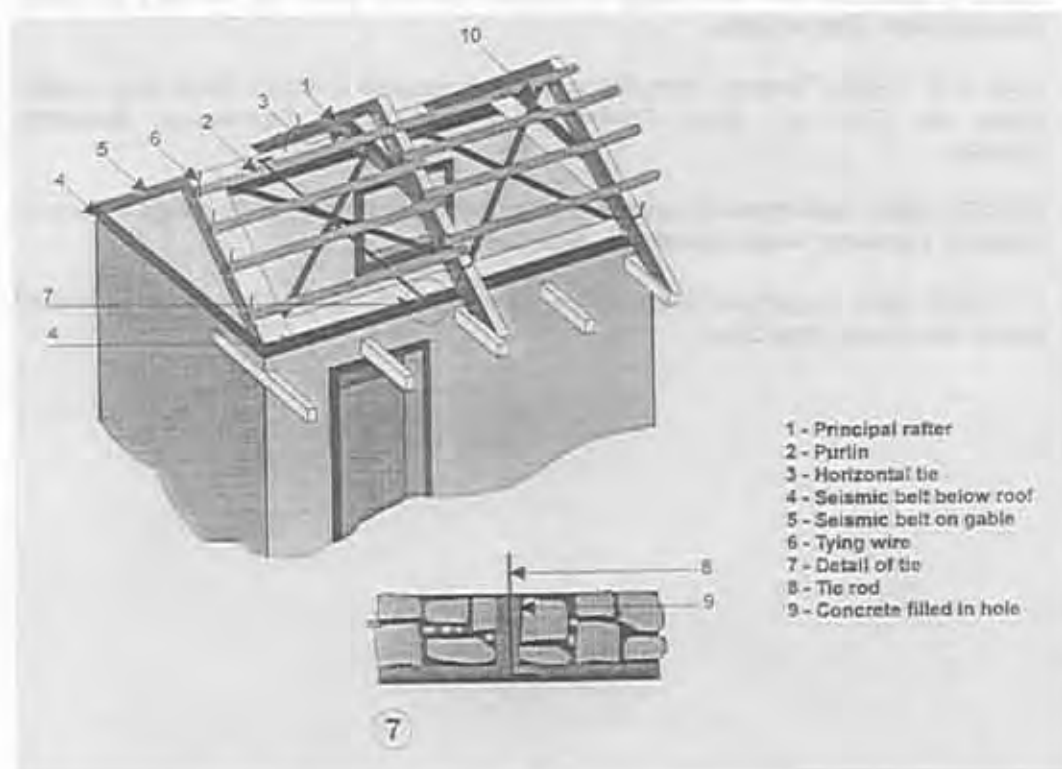 10
1
3
2
6
5
4
7
4
1 - Principal rafter
2 - Purlin
3 - Horizontal tie
4 - Seismic belt below roof
5 - Seismic belt on gable
6 - Tying wire
7 - Detail of tie
8 - Tie rod
9 - Concrete filled in hole
8
9
7